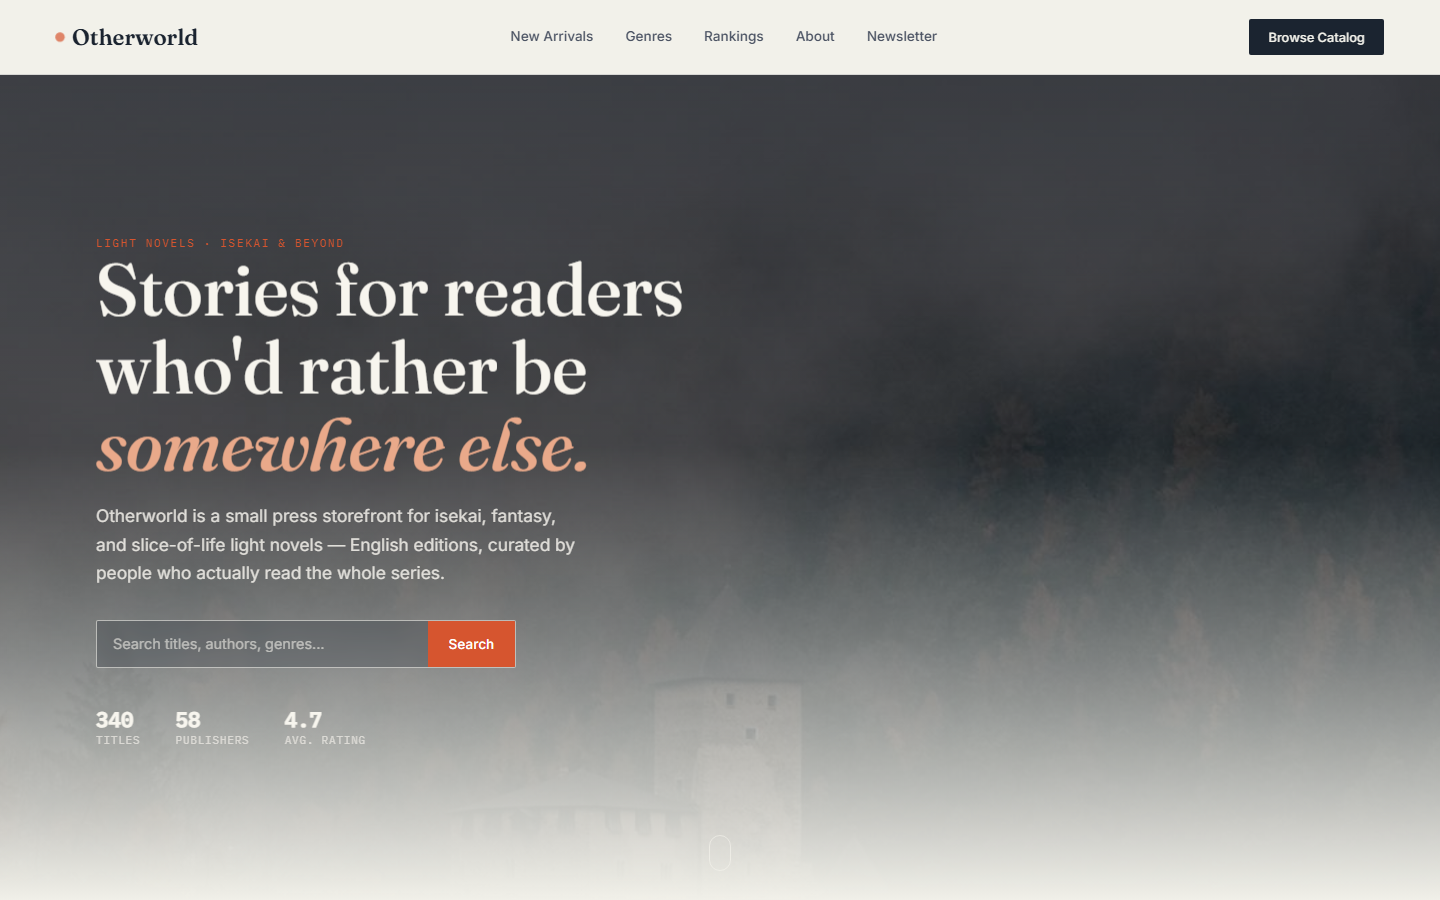 Otherworld
New Arrivals
Genres
Rankings
About
Newsletter
Browse Catalog
LIGHT NOVELS · ISEKAI & BEYOND
Stories for readers
who'd rather be
somewhere else.
Otherworld is a small press storefront for isekai, fantasy,
and slice-of-life light novels — English editions, curated by
people who actually read the whole series.
Search titles, authors, genres...
Search
340
TITLES
58
PUBLISHERS
4.7
AVG. RATING